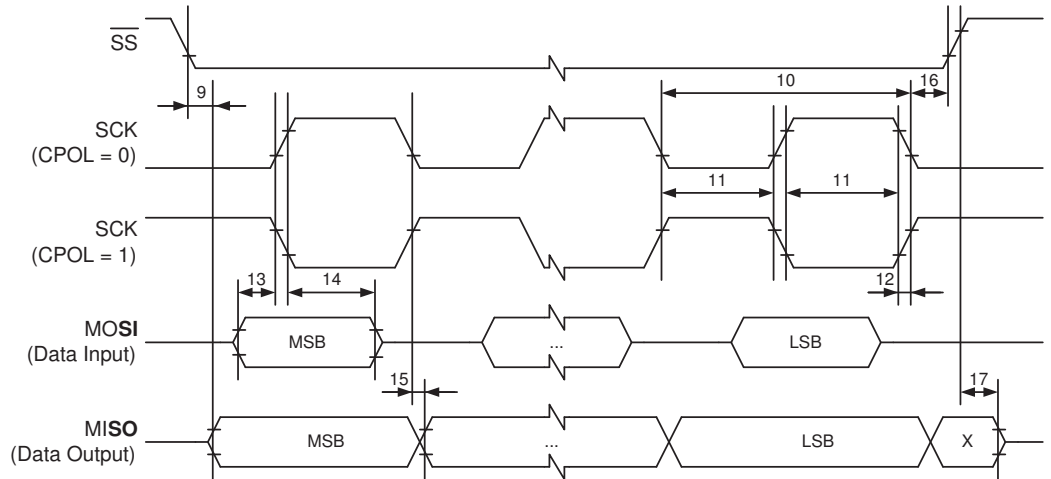 SS
10
16
9
SCK
(CPOL = 0)
11
11
SCK
(CPOL = 1)
13
14
12
MOSI
(Data Input)
MSB
...
LSB
15
17
MISO
(Data Output)
MSB
...
LSB
X